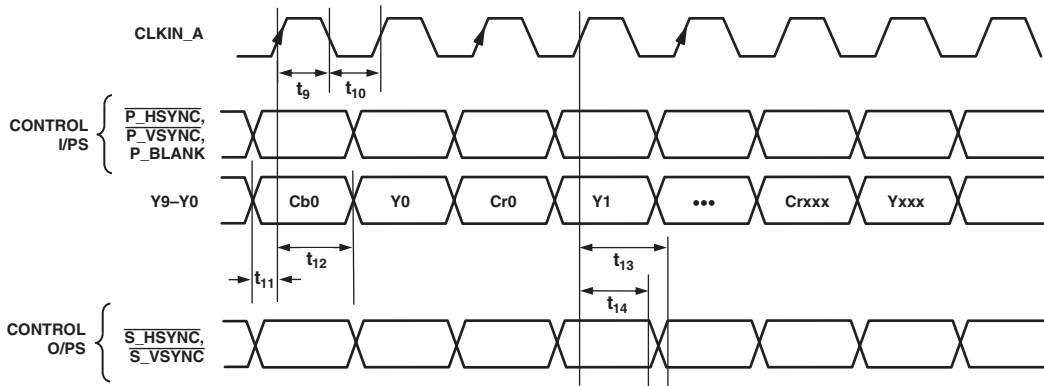 CLKIN_A
t9
t10
CONTROL
I/PS
P_HSYNC,
P_VSYNC,
P_BLANK
Y9–Y0
Cb0
Y0
Cr0
Y1
•••
Crxxx
Yxxx
t12
t13
t11
t14
CONTROL
O/PS
S_HSYNC,
S_VSYNC